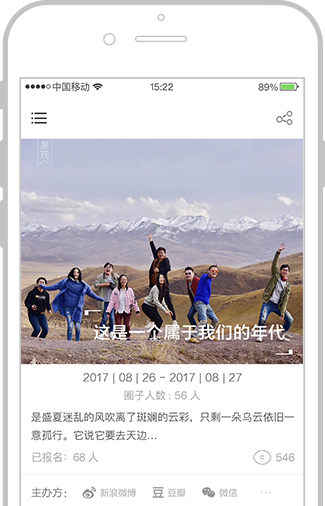 中国移动 15:22 89%
发现
这是一个属于我们的年代
2017 | 08 | 26 - 2017 | 08 | 27
圈子人数 : 56 人
是盛夏迷乱的风吹离了斑斓的云彩，只剩一朵乌云依旧一
意孤行。它说它要去天边...
已报名：68 人 546
主办方： 新浪微博 豆 豆瓣 微信 ...